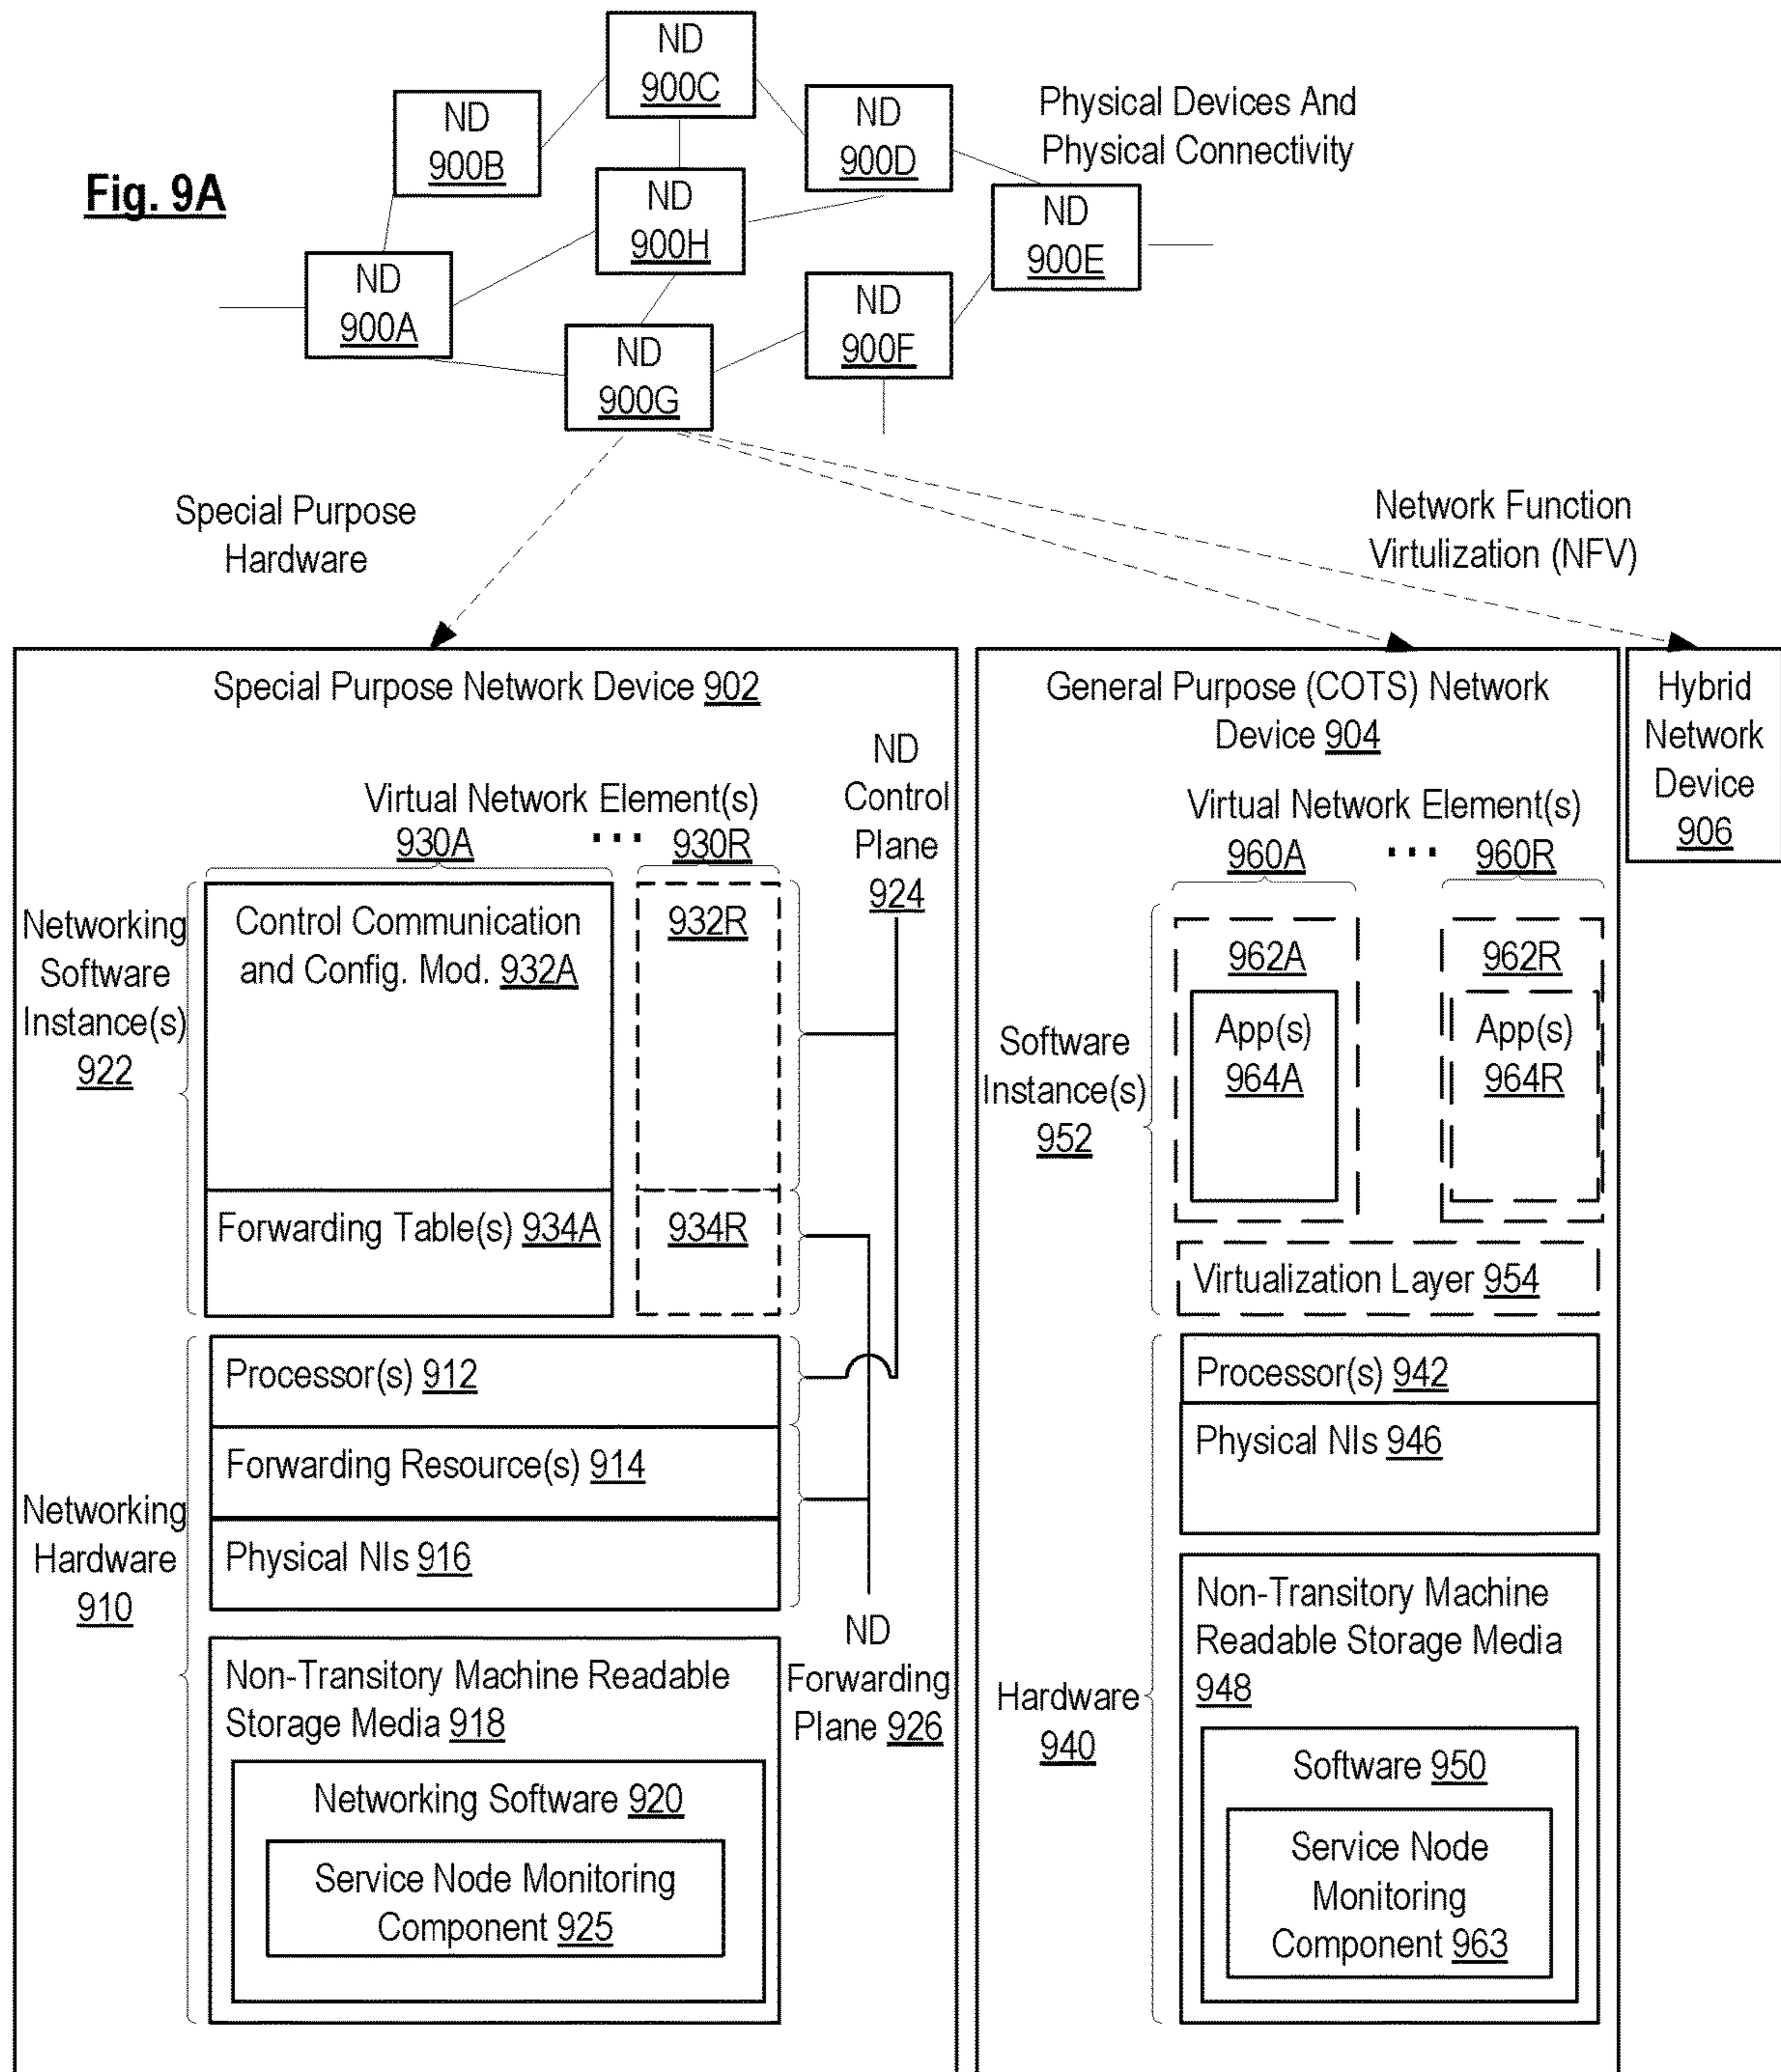 ND
900C
ND
900B
ND
900D
Physical Devices And
Physical Connectivity
Fig. 9A
ND
900H
ND
900E
ND
900A
ND
900F
ND
900G
Special Purpose
Hardware
Network Function
Virtulization (NFV)
Special Purpose Network Device 902
ND
Control
Plane
924
Virtual Network Element(s)
930A
...
930R
Networking
Software
Instance(s)
922
Control Communication
and Config. Mod. 932A
932R
Forwarding Table(s) 934A
934R
Networking
Hardware
910
Processor(s) 912
Forwarding Resource(s) 914
Physical NIs 916
ND
Forwarding
Plane 926
Non-Transitory Machine Readable
Storage Media 918
Networking Software 920
Service Node Monitoring
Component 925
General Purpose (COTS) Network
Device 904
Virtual Network Element(s)
960A
...
960R
Software
Instance(s)
952
962A
App(s)
964A
962R
App(s)
964R
Virtualization Layer 954
Hardware
940
Processor(s) 942
Physical NIs 946
Non-Transitory Machine
Readable Storage Media
948
Software 950
Service Node
Monitoring
Component 963
Hybrid
Network
Device
906